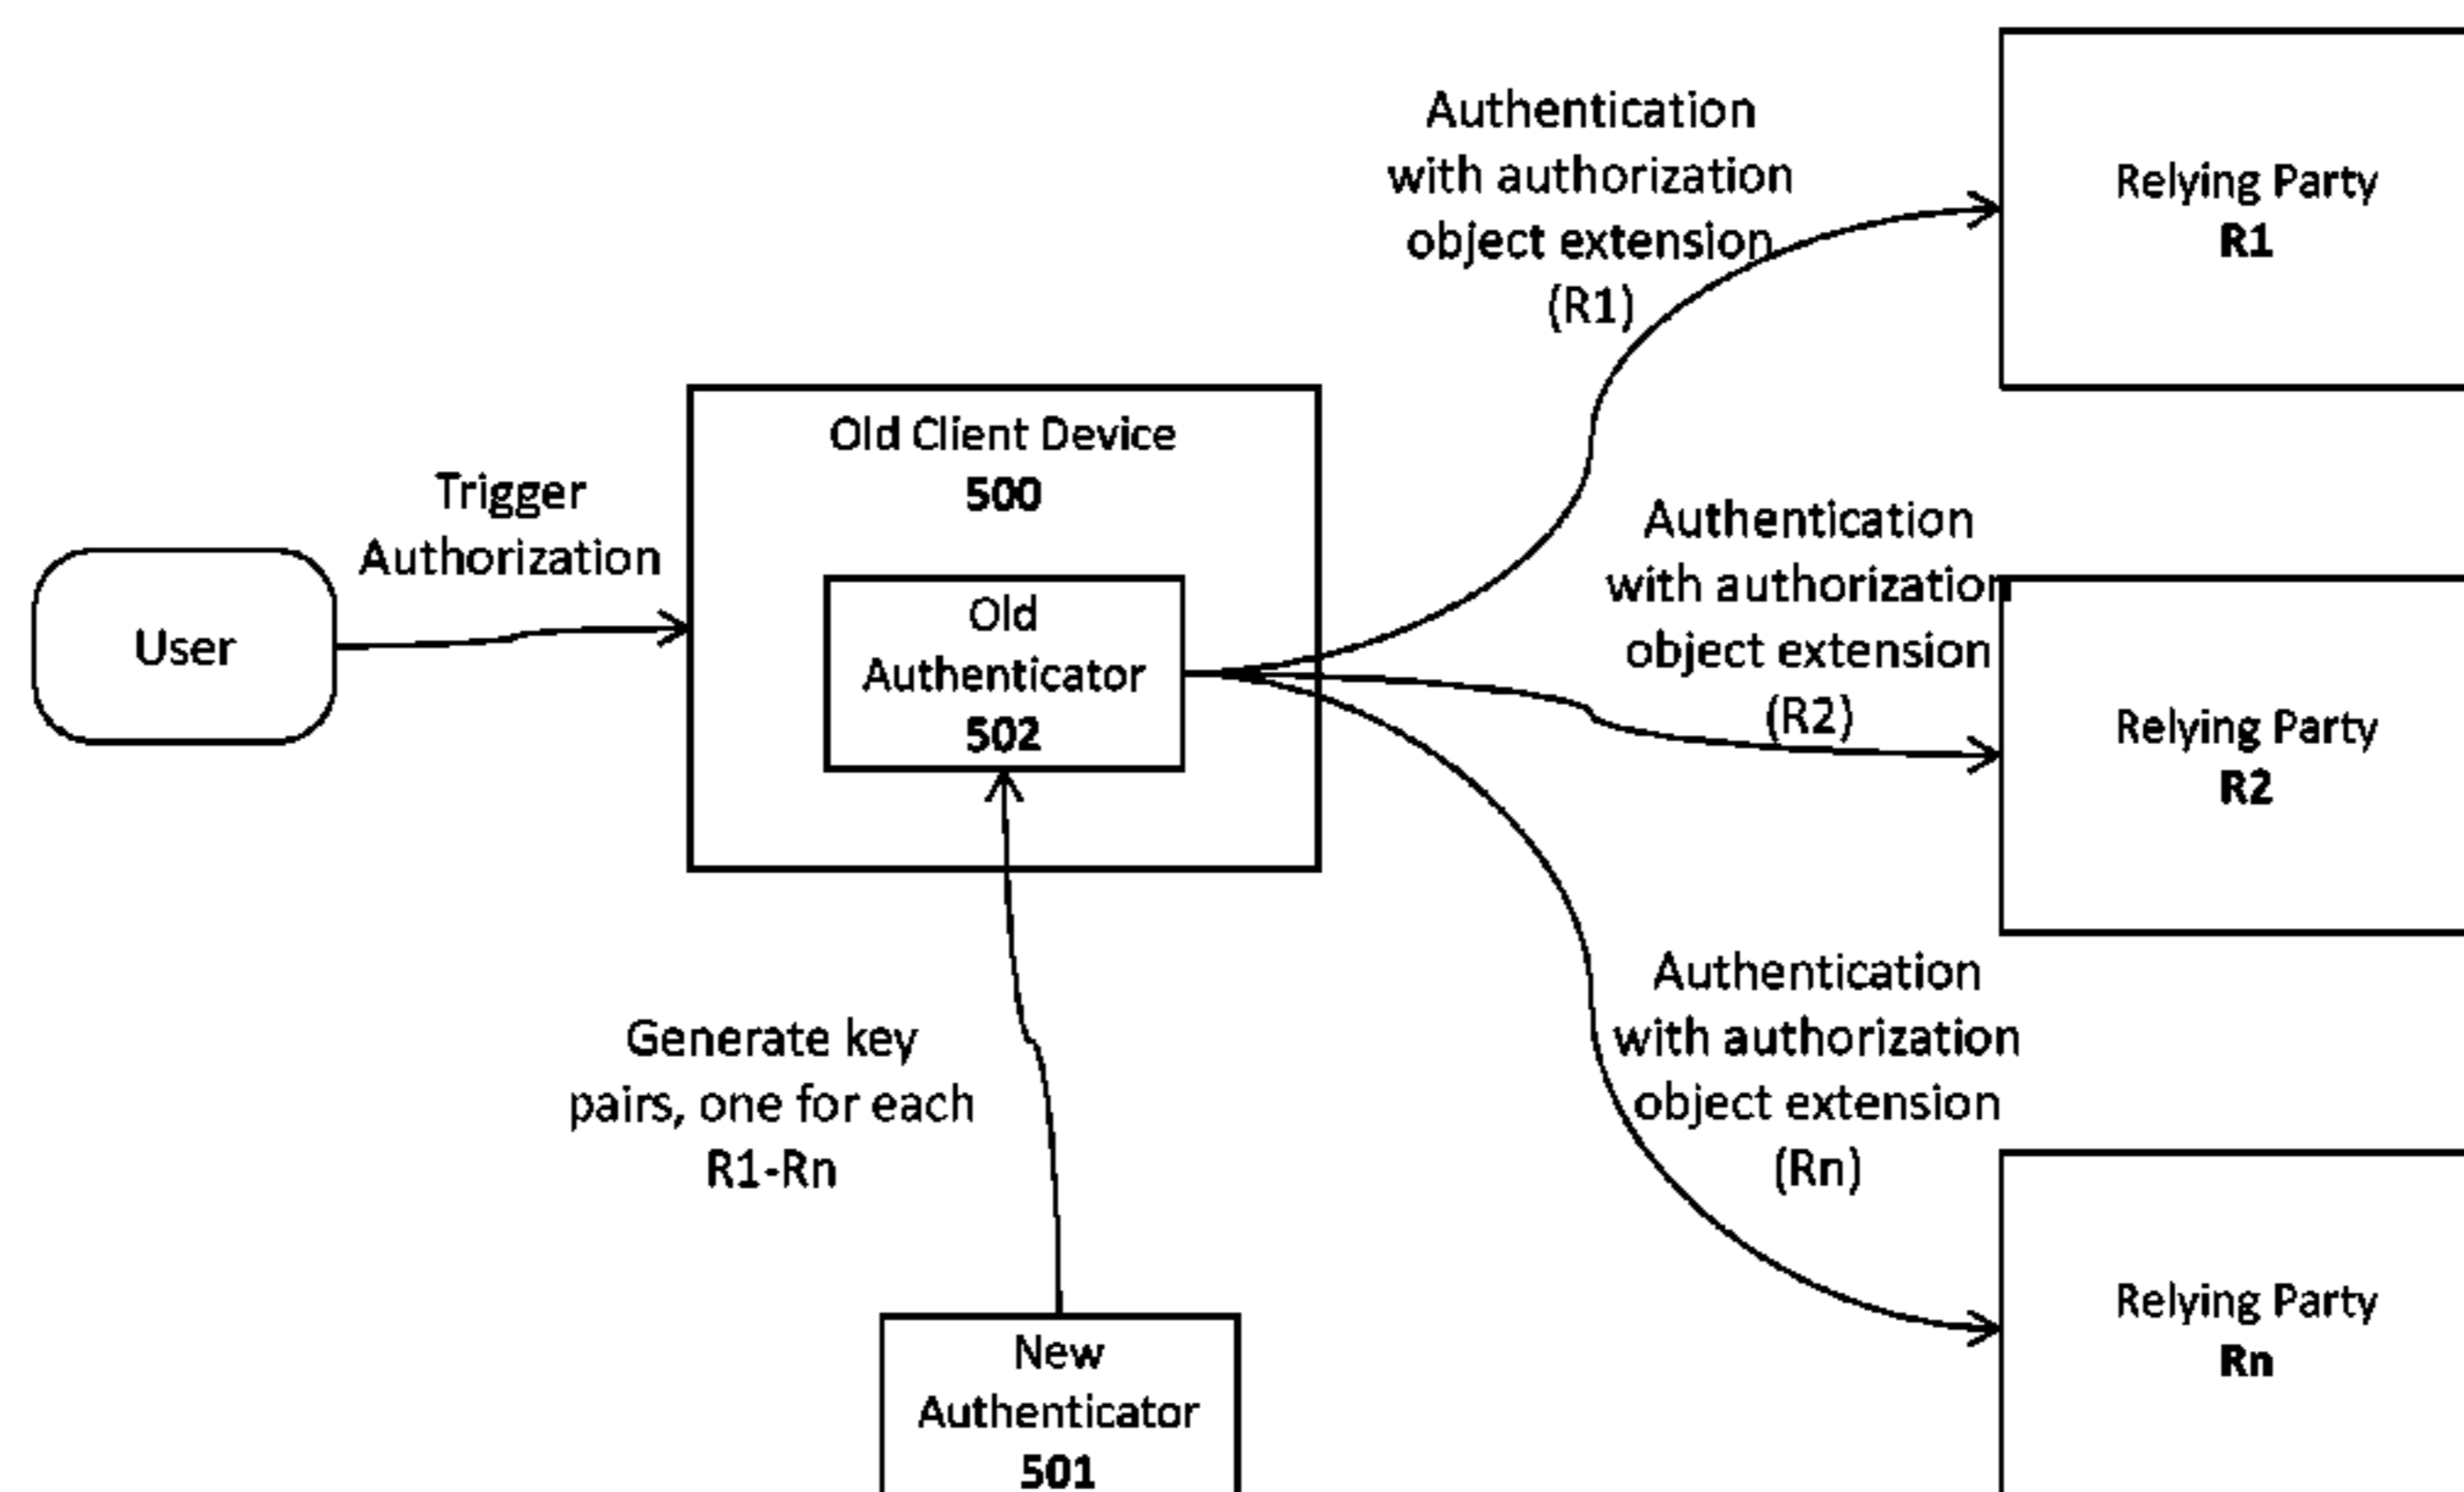 Authentication
with authorization
object extension
(R1)
Relying Party
R1
Old Client Device
500
Trigger
Authorization
User
Old
Authenticator
502
Authentication
with authorization
object extension
(R2)
Relying Party
R2
Generate key
pairs, one for each
R1-Rn
Authentication
with authorization
object extension
(Rn)
Relying Party
Rn
New
Authenticator
501